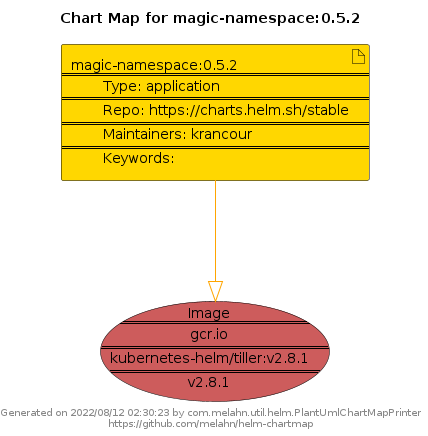 Chart Map for magic-namespace:0.5.2
magic-namespace:0.5.2
Type: application
Repo: https://charts.helm.sh/stable
Maintainers: krancour
Keywords:
Image
gcr.io
kubernetes-helm/tiller:v2.8.1
v2.8.1
Generated on 2022/08/12 02:30:23 by com.melahn.util.helm.PlantUmlChartMapPrinter
https://github.com/melahn/helm-chartmap